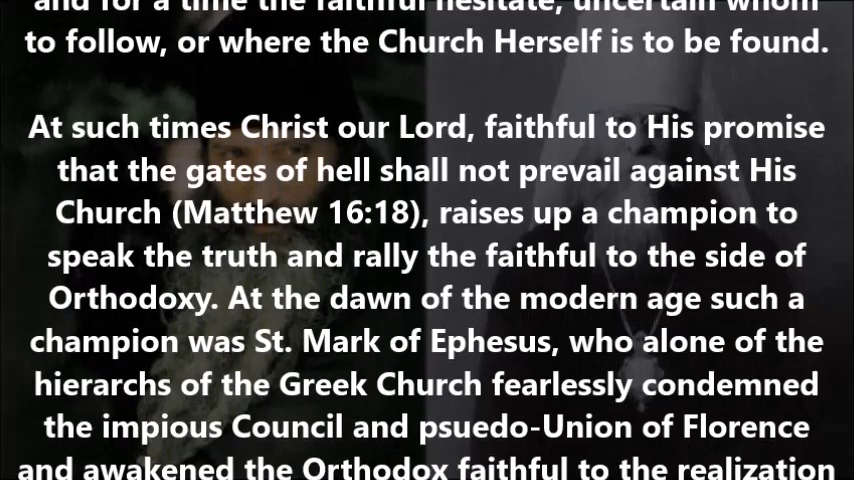 and for a time the faithful hesitate, uncertain whom
to follow, or where the Church Herself is to be found.
At such times Christ our Lord, faithful to His promise
that the gates of hell shall not prevail against His
Church (Matthew 16:18), raises up a champion to
speak the truth and rally the faithful to the side of
Orthodoxy. At the dawn of the modern age such a
champion was St. Mark of Ephesus, who alone of the
hierarchs of the Greek Church fearlessly condemned
the impious Council and psuedo-Union of Florence
and awakened the Orthodox faithful to the realization